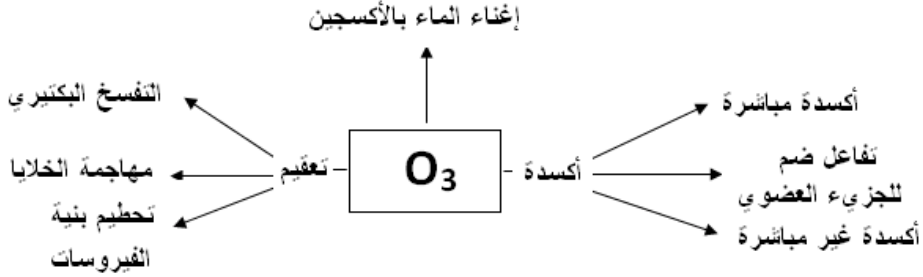 إغناء الماء بالأكسجين
أكسدة مباشرة
تفاعل ضم
للجزيء العضوي
أكسدة غير مباشرة
أكسدة
O₃
تعقيم
التفسخ البكتيري
مهاجمة الخلايا
تحطيم بنية
الفيروسات